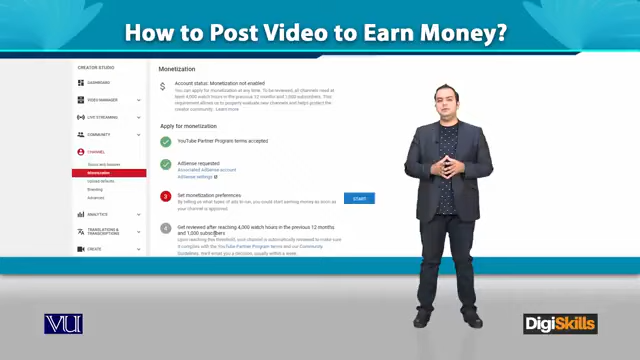 How to Post Video to Earn Money?
CREATOR STUDIO
DASHBOARD
VIDEO MANAGER
LIVE STREAMING
COMMUNITY
CHANNEL
Status and features
Monetization
Upload defaults
Branding
Advanced
ANALYTICS
TRANSLATIONS &
TRANSCRIPTIONS
CREATE
Monetization
Account status: Monetization not enabled
You can apply for monetization at any time. To be reviewed, all channels need at
least 4,000 watch hours in the previous 12 months and 1,000 subscribers. This
requirement allows us to properly evaluate new channels and helps protect the
creator community. Learn more
Apply for monetization
YouTube Partner Program terms accepted
AdSense requested
Associated AdSense account
AdSense settings
3
Set monetization preferences
By telling us what types of ads to run, you could start earning money as soon as
your channel is approved.
START
4
Get reviewed after reaching 4,000 watch hours in the previous 12 months
and 1,000 subscribers
Upon reaching this threshold, your channel is automatically reviewed to make sure
it complies with the YouTube Partner Program terms and our Community
Guidelines. We'll email you a decision, usually within a week.
VU
DigiSkills